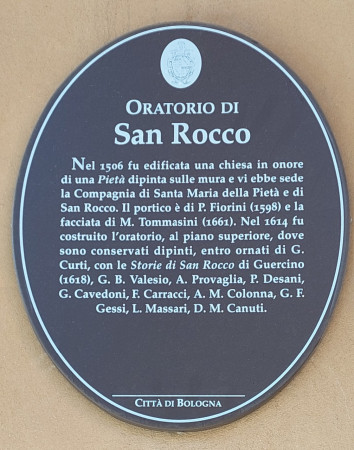 ORATORIO DI
San Rocco
Nel 1506 fu edificata una chiesa in onore
di una Pietà dipinta sulle mura e vi ebbe sede
la Compagnia di Santa Maria della Pietà e di
San Rocco. Il portico è di P. Fiorini (1598) e la
facciata di M. Tommasini (1661). Nel 1614 fu
costruito l'oratorio, al piano superiore, dove
sono conservati dipinti, entro ornati di G.
Curti, con le Storie di San Rocco di Guercino
(1618), G. B. Valesio, A. Provaglia, P. Desani,
G. Cavedoni, F. Carracci, A. M. Colonna, G. F.
Gessi, L. Massari, D. M. Canuti.
CITTÀ DI BOLOGNA